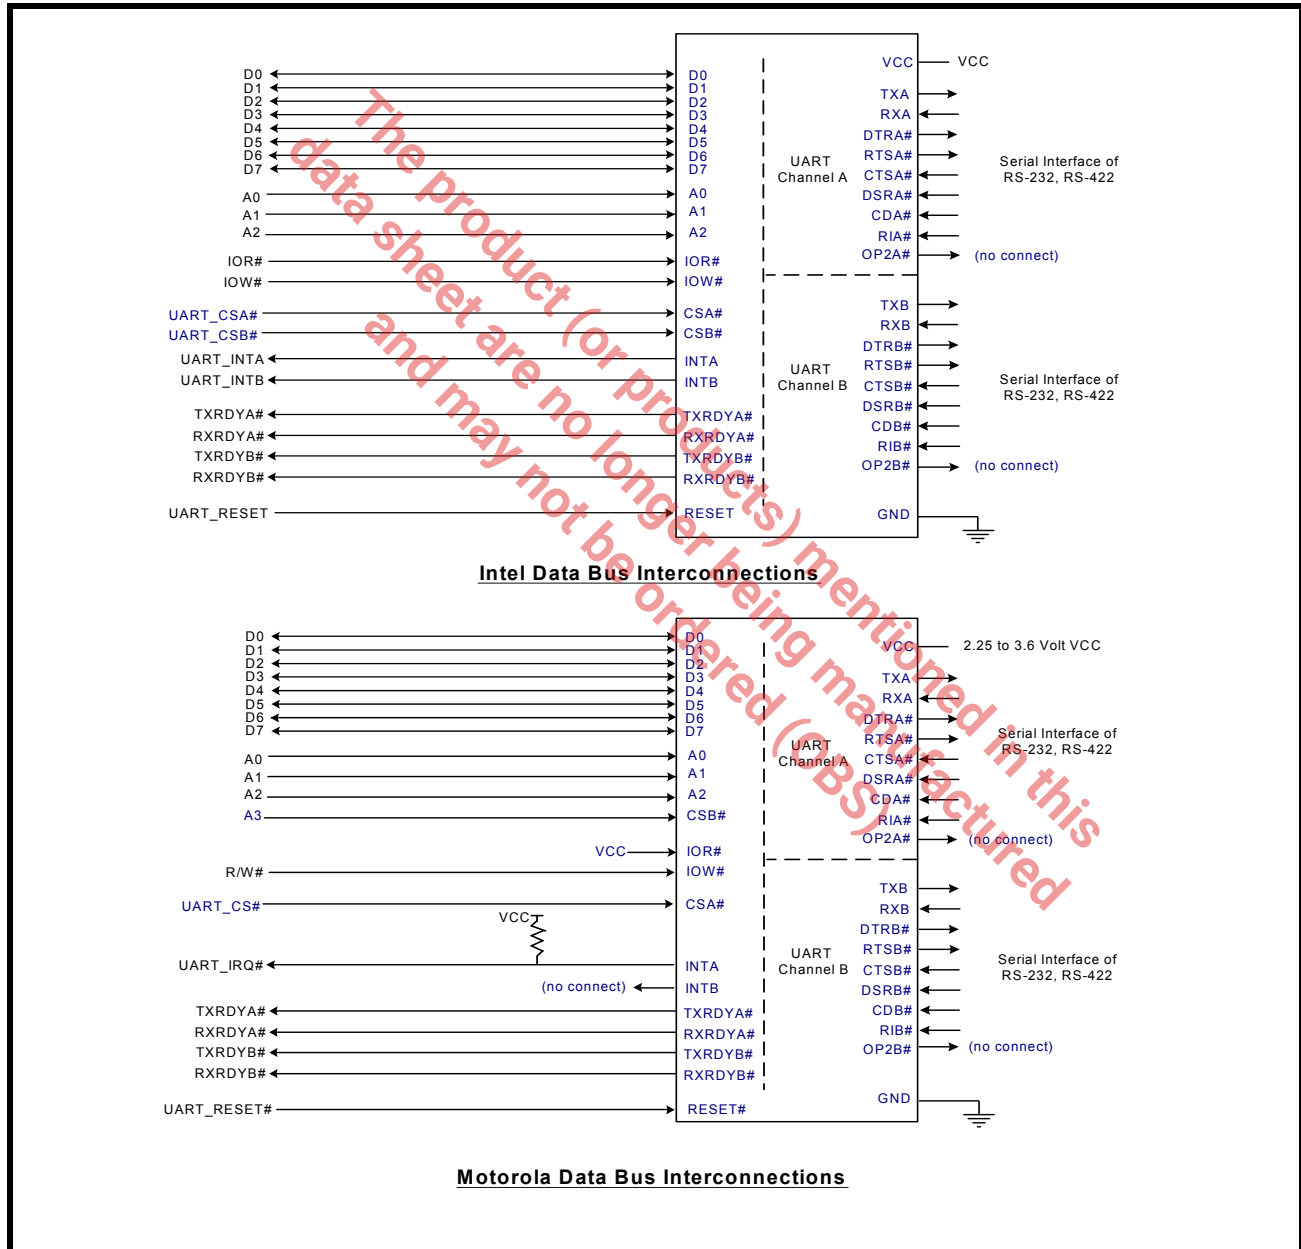 D0
D1
D2
D3
D4
D5
D6
D7
A0
A1
A2
IOR#
IOW#
UART_CSA#
UART_CSB#
UART_INTA
UART_INTB
TXRDYA#
RXRDYA#
TXRDYB#
RXRDYB#
UART_RESET
D0
D1
D2
D3
D4
D5
D6
D7
A0
A1
A2
IOR#
IOW#
CSA#
CSB#
INTA
INTB
TXRDYA#
RXRDYA#
TXRDYB#
RXRDYB#
RESET
UART
Channel A
UART
Channel B
VCC
TXA
RXA
DTRA#
RTSA#
CTSA#
DSRA#
CDA#
RIA#
OP2A#
TXB
RXB
DTRB#
RTSB#
CTSB#
DSRB#
CDB#
RIB#
OP2B#
GND
VCC
Serial Interface of
RS-232, RS-422
(no connect)
Serial Interface of
RS-232, RS-422
(no connect)
Intel Data Bus Interconnections
D0
D1
D2
D3
D4
D5
D6
D7
A0
A1
A2
A3
VCC
R/W#
UART_CS#
VCC
UART_IRQ#
(no connect)
TXRDYA#
RXRDYA#
TXRDYB#
RXRDYB#
UART_RESET#
D0
D1
D2
D3
D4
D5
D6
D7
A0
A1
A2
CSB#
IOR#
IOW#
CSA#
INTA
INTB
TXRDYA#
RXRDYA#
TXRDYB#
RXRDYB#
RESET#
UART
Channel A
UART
Channel B
VCC
TXA
RXA
DTRA#
RTSA#
CTSA#
DSRA#
CDA#
RIA#
OP2A#
TXB
RXB
DTRB#
RTSB#
CTSB#
DSRB#
CDB#
RIB#
OP2B#
GND
2.25 to 3.6 Volt VCC
Serial Interface of
RS-232, RS-422
(no connect)
Serial Interface of
RS-232, RS-422
(no connect)
Motorola Data Bus Interconnections
The product (or products) mentioned in this
data sheet are no longer being manufactured
and may not be ordered (OBS)